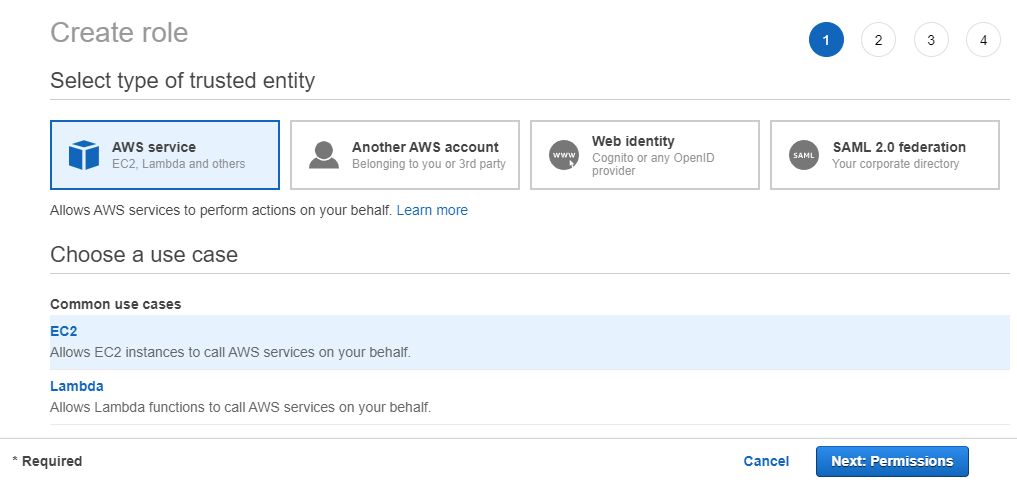 Create role
1 2 3 4
Select type of trusted entity
AWS service
EC2, Lambda and others
Another AWS account
Belonging to you or 3rd party
www
Web identity
Cognito or any OpenID
provider
SAML
SAML 2.0 federation
Your corporate directory
Allows AWS services to perform actions on your behalf. Learn more
Choose a use case
Common use cases
EC2
Allows EC2 instances to call AWS services on your behalf.
Lambda
Allows Lambda functions to call AWS services on your behalf.
* Required Cancel Next: Permissions